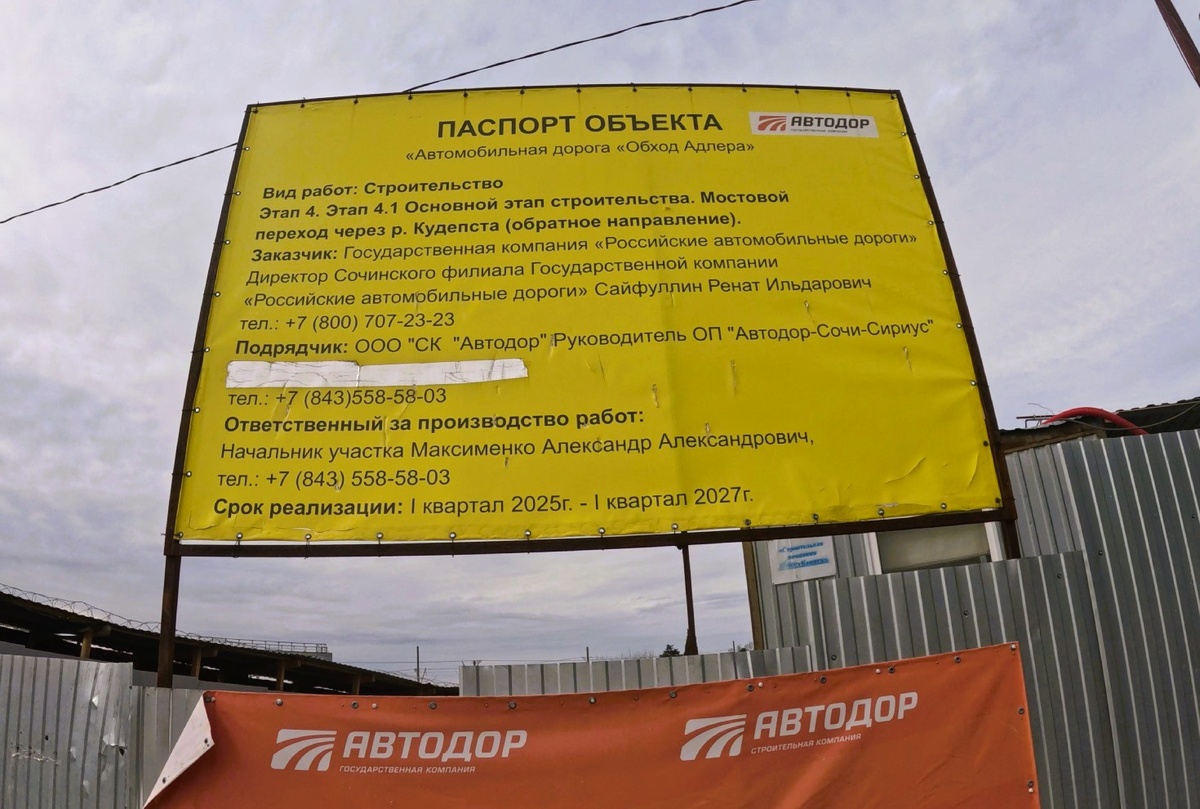 ПАСПОРТ ОБЪЕКТА
АВТОДОР
«Автомобильная дорога «Обход Адлера»
Вид работ: Строительство
Этап 4. Этап 4.1 Основной этап строительства. Мостовой
переход через р. Кудепста (обратное направление).
Заказчик: Государственная компания «Российские автомобильные дороги»
Директор Сочинского филиала Государственной компании
«Российские автомобильные дороги» Сайфуллин Ренат Ильдарович
тел.: +7 (800) 707-23-23
Подрядчик: ООО "СК "Автодор" Руководитель ОП "Автодор-Сочи-Сириус"
тел.: +7 (843)558-58-03
Ответственный за производство работ:
Начальник участка Максименко Александр Александрович,
тел.: +7 (843) 558-58-03
Срок реализации: I квартал 2025г. - I квартал 2027г.
«Строительная
компания
АВТОДОР
ГОСУДАРСТВЕННАЯ КОМПАНИЯ
АВТОДОР
СТРОИТЕЛЬНАЯ КОМПАНИЯ